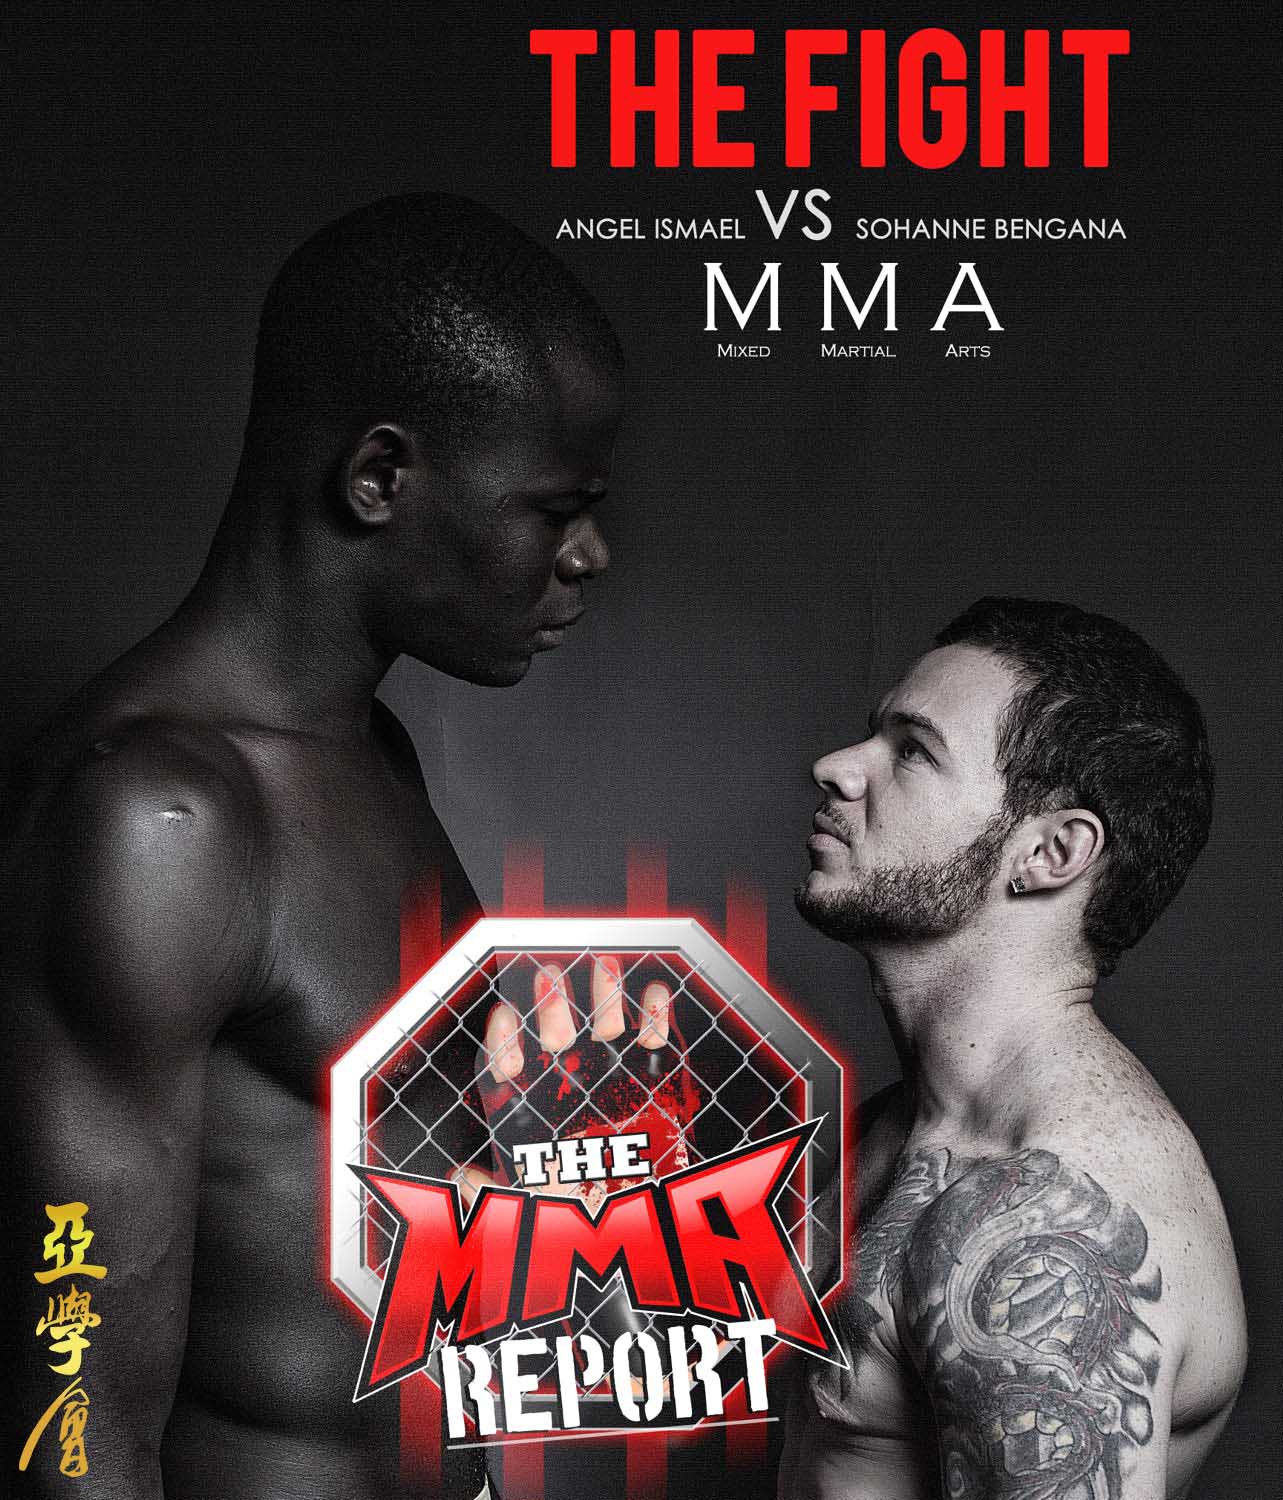 THE FIGHT
ANGEL ISMAEL VS SOHANNE BENGANA
M M A
MIXED MARTIAL ARTS
THE
MMA
REPORT
亞學會